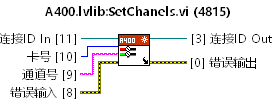 A400.lvlib:SetChanels.vi (4815)
连接ID In [11]
[3] 连接ID Out
卡号 [10]
[0] 错误输出
通道号 [9]
错误输入 [8]
A400